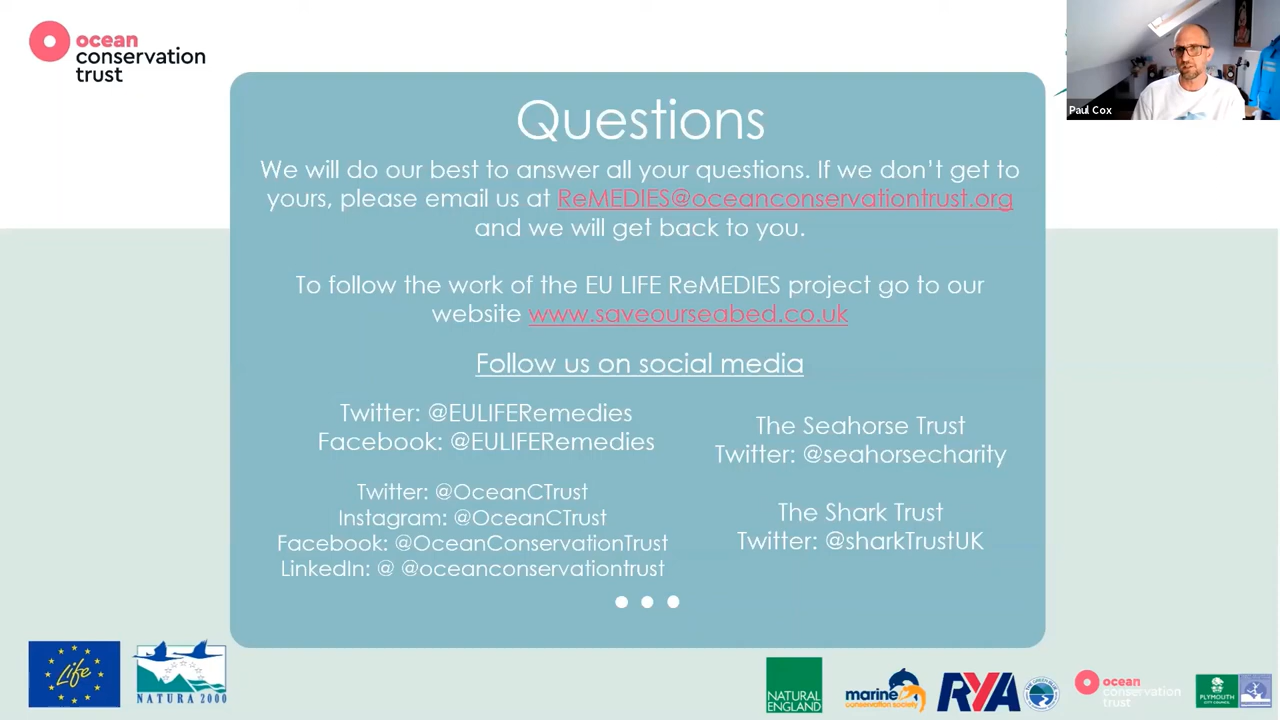 ocean
conservation
trust
Paul Cox
Questions
We will do our best to answer all your questions. If we don’t get to
yours, please email us at ReMEDIES@oceanconservationtrust.org
and we will get back to you.
To follow the work of the EU LIFE ReMEDIES project go to our
website www.saveourseabed.co.uk
Follow us on social media
Twitter: @EULIFERemedies
Facebook: @EULIFERemedies
Twitter: @OceanCTrust
Instagram: @OceanCTrust
Facebook: @OceanConservationTrust
LinkedIn: @ @oceanconservationtrust
The Seahorse Trust
Twitter: @seahorsecharity
The Shark Trust
Twitter: @sharkTrustUK
Life
NATURA 2000
NATURAL
ENGLAND
marine
conservation society
RYA
ocean
conservation
trust
PLYMOUTH
CITY COUNCIL